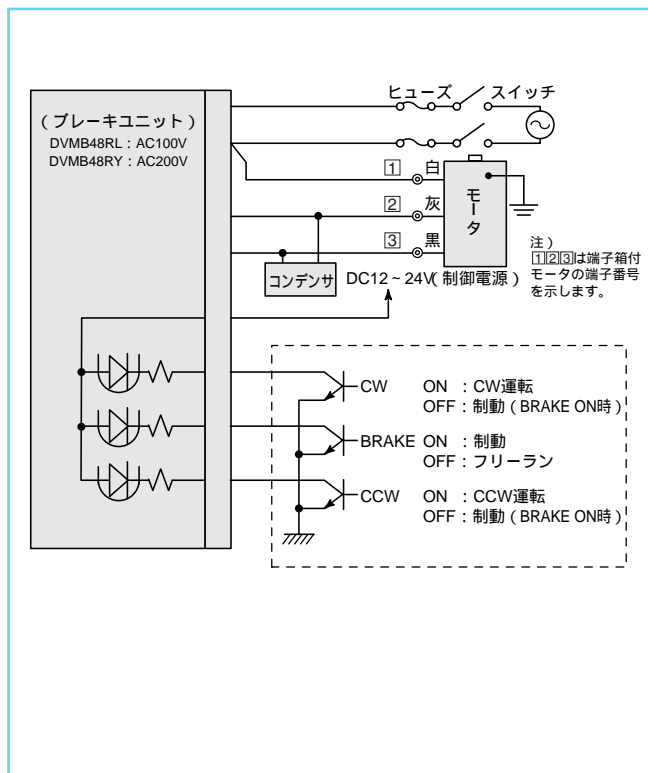 ヒューズ スイッチ
(ブレーキユニット)
DVMB48RL:AC100V
DVMB48RY:AC200V
1 白
2 灰
3 黒
モータ
コンデンサ
DC12~24V(制御電源)
注)
123は端子箱付
モータの端子番号
を示します。
CW ON :CW運転
OFF:制動(BRAKE ON時)
BRAKE ON :制動
OFF:フリーラン
CCW ON :CCW運転
OFF:制動(BRAKE ON時)